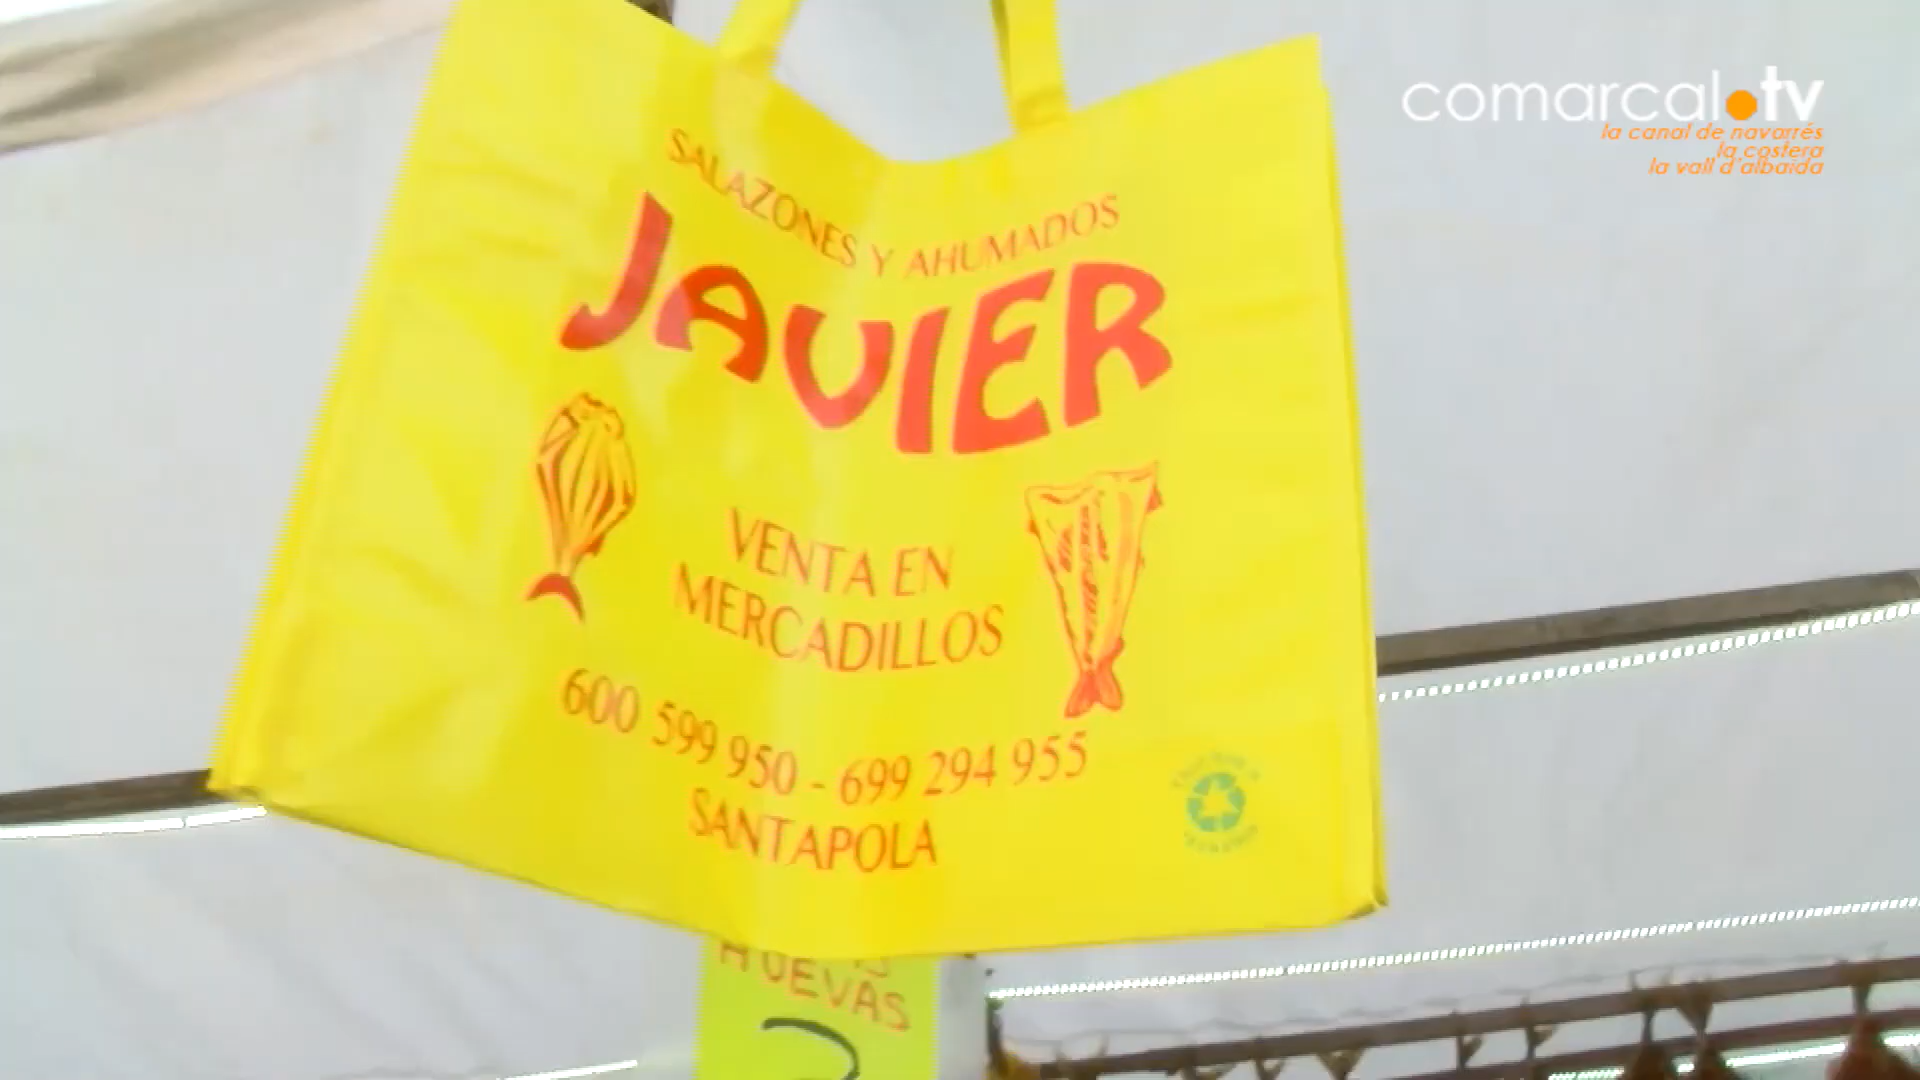 comarcal.tv
la canal de navarrés
la costera
la vall d'albaida
SALAZONES Y AHUMADOS
JAVIER
VENTA EN
MERCADILLOS
600 599 950 - 699 294 955
SANTAPOLA
HUEVAS